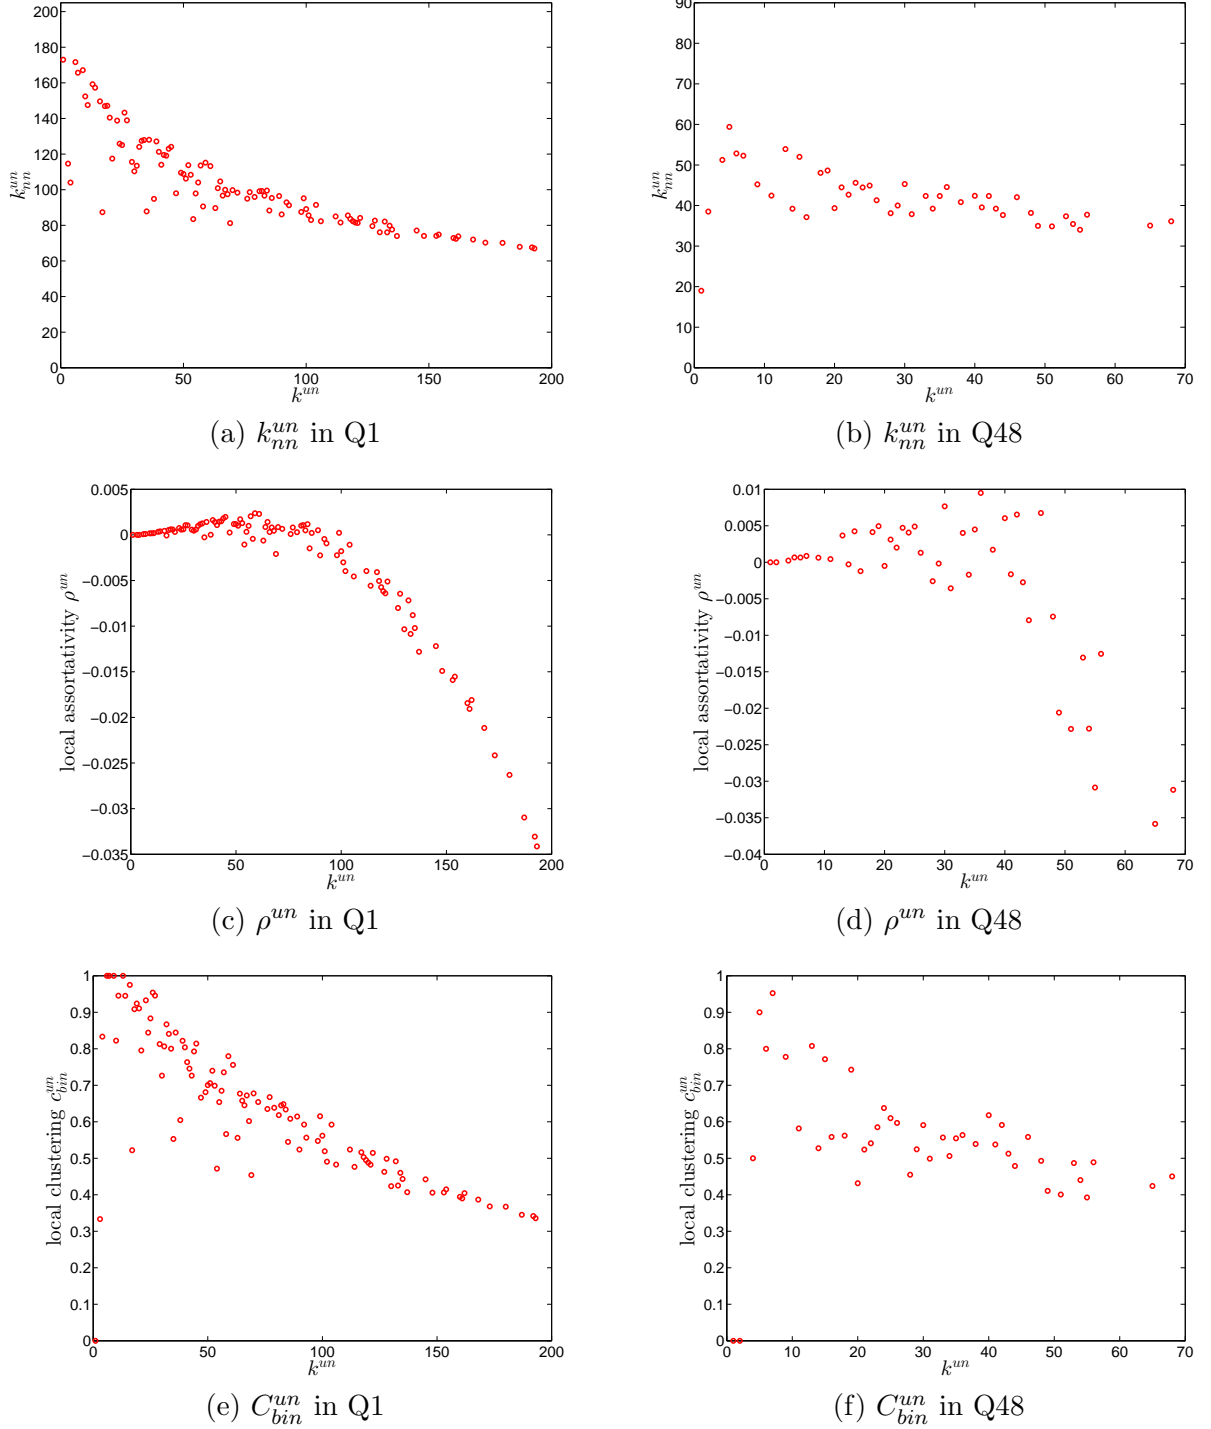 200
180
160
140
120
100
80
60
40
20
0
k_{nn}^{un}
0 50 100 150 200
k^{un}
(a) k_{nn}^{un} in Q1
90
80
70
60
50
40
30
20
10
0
k_{nn}^{un}
0 10 20 30 40 50 60 70
k^{un}
(b) k_{nn}^{un} in Q48
0.005
0
−0.005
−0.01
−0.015
−0.02
−0.025
−0.03
−0.035
local assortativity ρ^{un}
0 50 100 150 200
k^{un}
(c) ρ^{un} in Q1
0.01
0.005
0
−0.005
−0.01
−0.015
−0.02
−0.025
−0.03
−0.035
−0.04
local assortativity ρ^{un}
0 10 20 30 40 50 60 70
k^{un}
(d) ρ^{un} in Q48
1
0.9
0.8
0.7
0.6
0.5
0.4
0.3
0.2
0.1
0
local clustering c_{bin}^{un}
0 50 100 150 200
k^{un}
(e) C_{bin}^{un} in Q1
1
0.9
0.8
0.7
0.6
0.5
0.4
0.3
0.2
0.1
0
local clustering c_{bin}^{un}
0 10 20 30 40 50 60 70
k^{un}
(f) C_{bin}^{un} in Q48